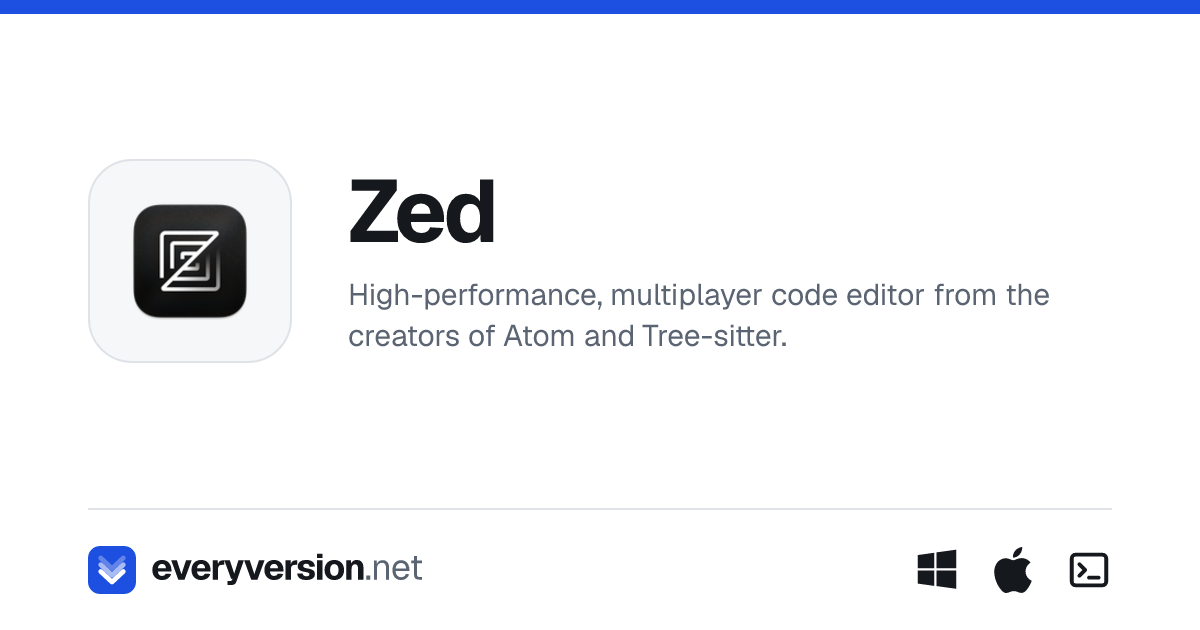 Zed
High-performance, multiplayer code editor from the
creators of Atom and Tree-sitter.
everyversion.net